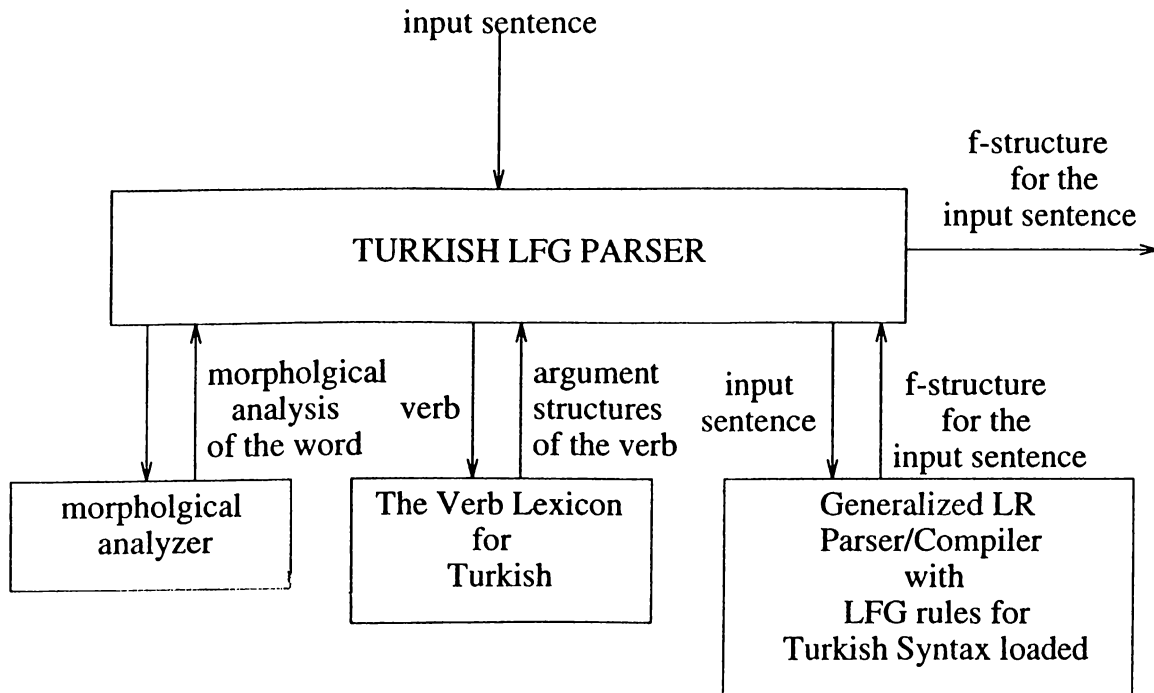 input sentence
f-structure
for the
input sentence
TURKISH LFG PARSER
morpholgical
analysis
of the word
verb
argument
structures
of the verb
input
sentence
f-structure
for the
input sentence
morpholgical
analyzer
The Verb Lexicon
for
Turkish
Generalized LR
Parser/Compiler
with
LFG rules for
Turkish Syntax loaded